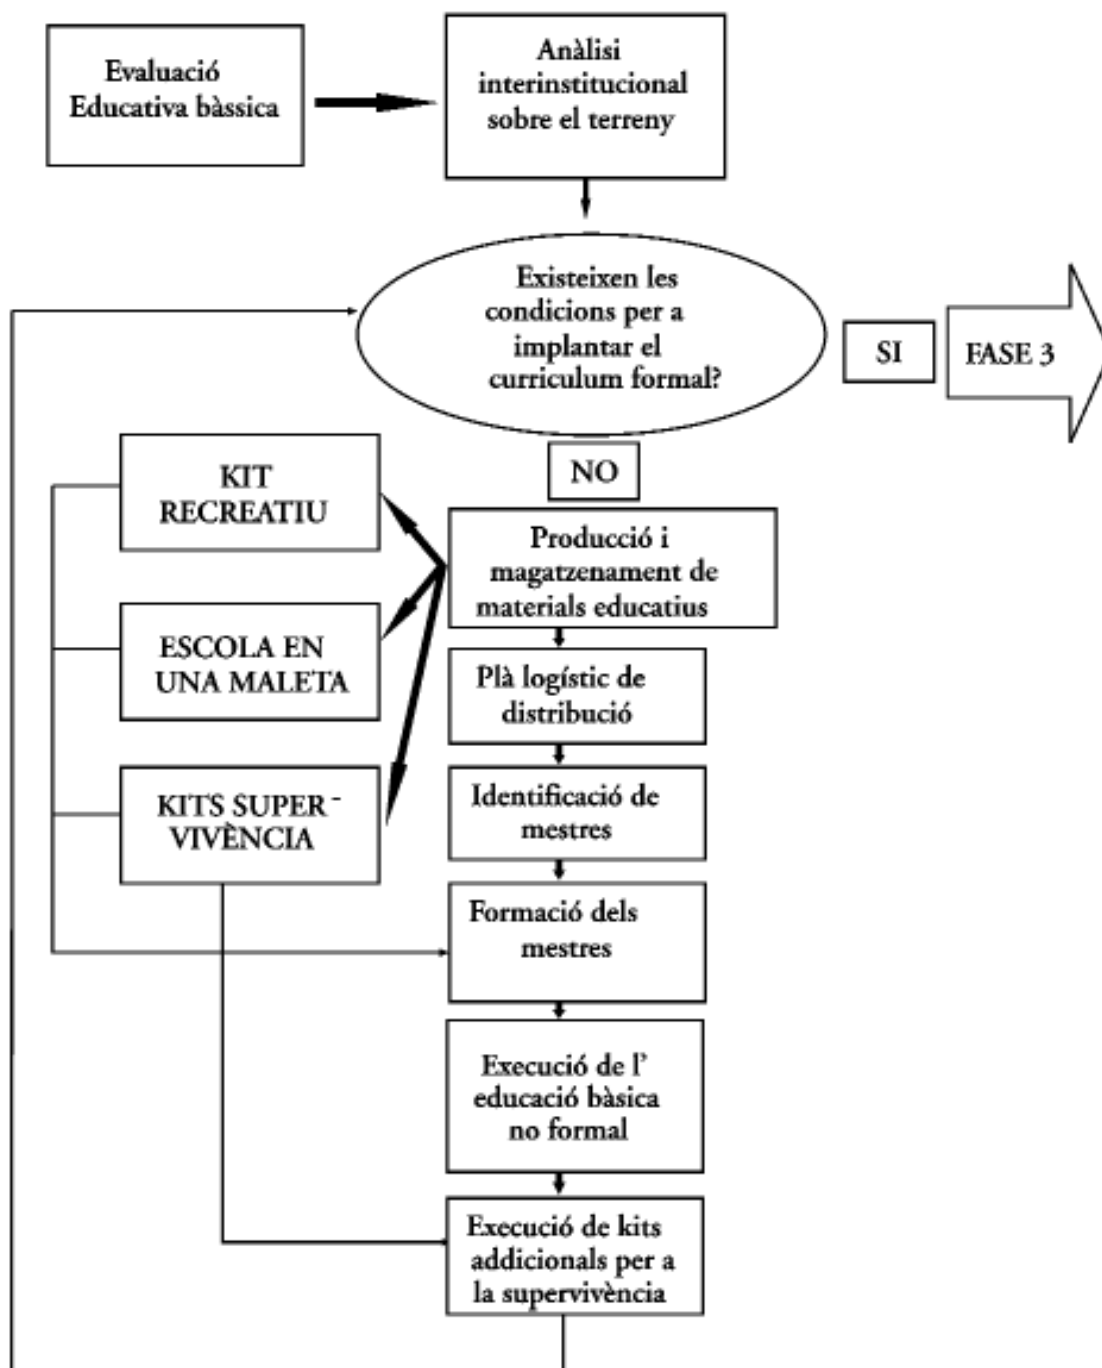 Evaluació
Educativa bàssica
Anàlisi
interinstitucional
sobre el terreny
Existeixen les
condicions per a
implantar el
curriculum formal?
SI
FASE 3
NO
KIT
RECREATIU
ESCOLA EN
UNA MALETA
KITS SUPER-
VIVÈNCIA
Producció i
magatzenament de
materials educatius
Plà logístic de
distribució
Identificació de
mestres
Formació dels
mestres
Execució de l'
educació bàsica
no formal
Execució de kits
addicionals per a
la supervivència